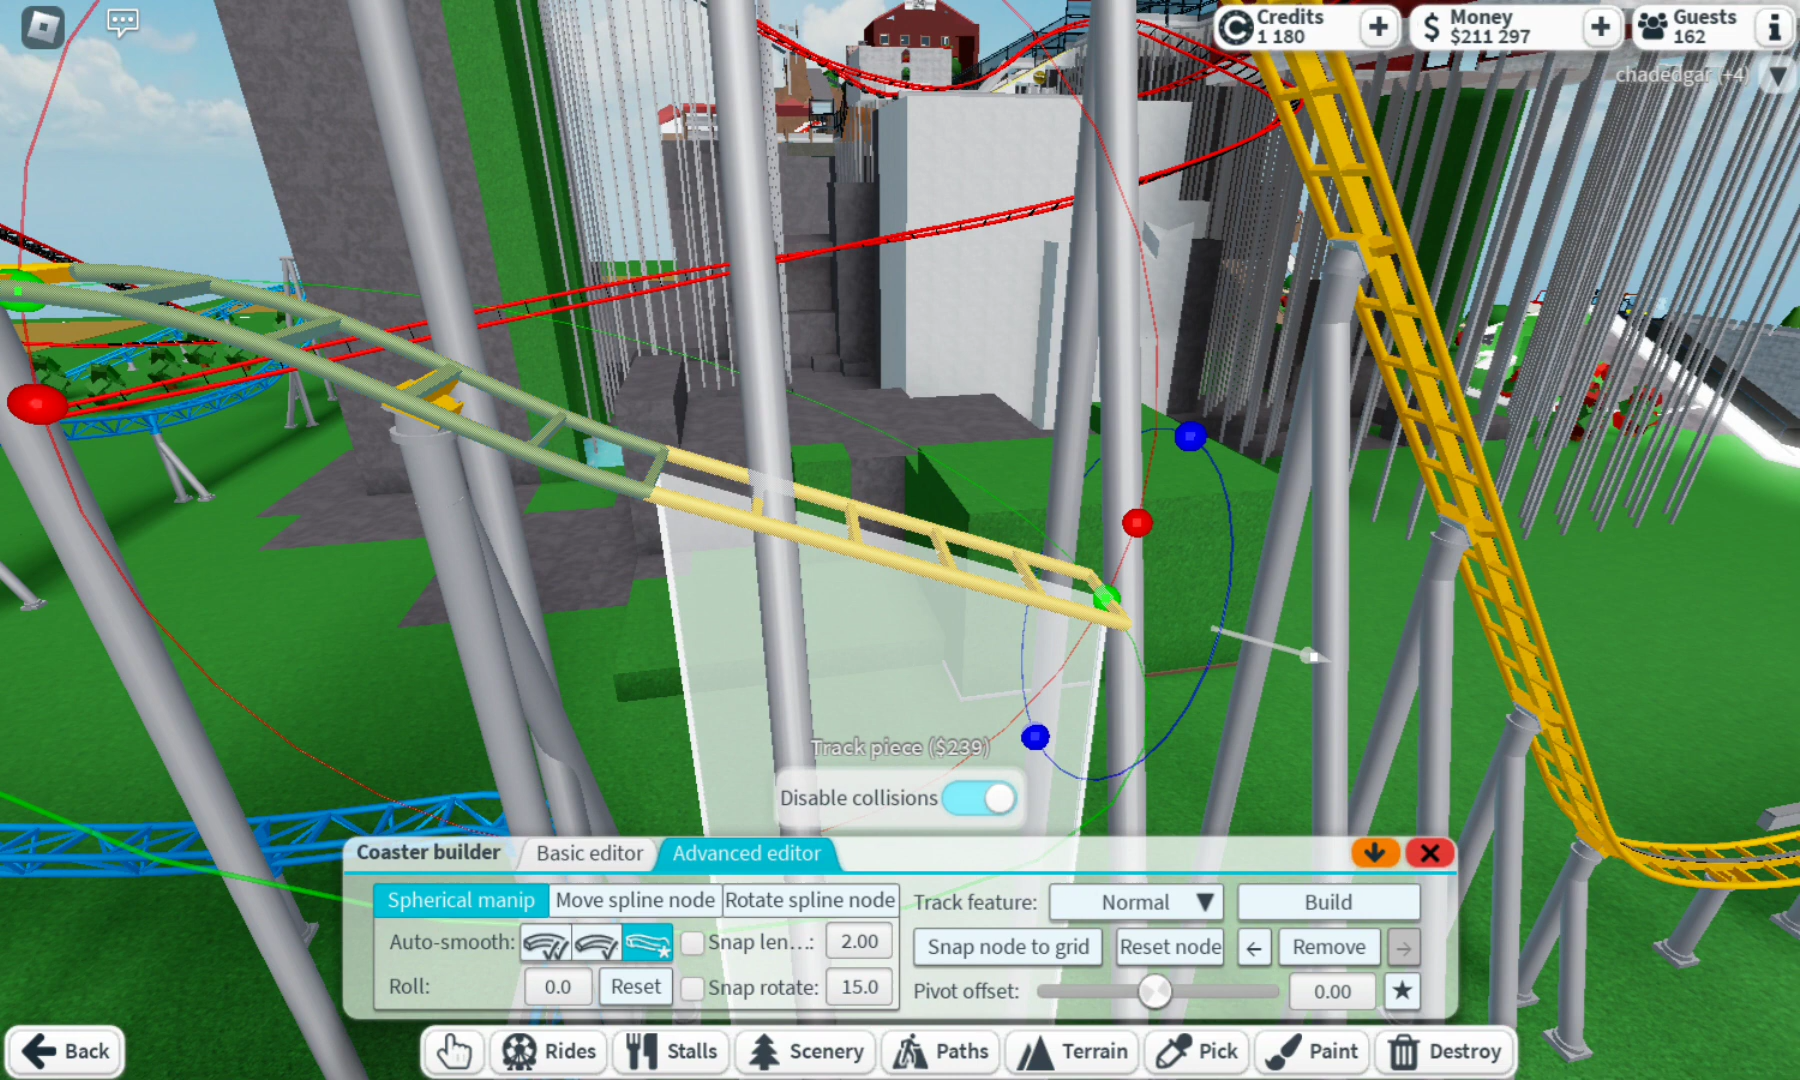 Credits
1 180
+
$ Money
$211 297
+
Guests
162
chadedgar (+4)
Track piece ($239)
Disable collisions
Coaster builder
Basic editor
Advanced editor
Spherical manip
Move spline node
Rotate spline node
Track feature:
Normal
Build
Auto-smooth:
Snap len...:
2.00
Snap node to grid
Reset node
←
Remove
→
Roll:
0.0
Reset
Snap rotate:
15.0
Pivot offset:
0.00
Back
Rides
Stalls
Scenery
Paths
Terrain
Pick
Paint
Destroy